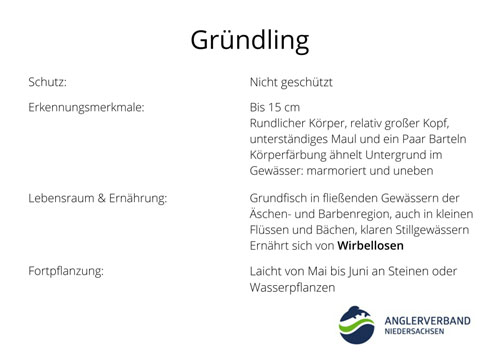 Gründling
Schutz: Nicht geschützt
Erkennungsmerkmale: Bis 15 cm
Rundlicher Körper, relativ großer Kopf,
unterständiges Maul und ein Paar Barteln
Körperfärbung ähnelt Untergrund im
Gewässer: marmoriert und uneben
Lebensraum & Ernährung: Grundfisch in fließenden Gewässern der
Äschen- und Barbenregion, auch in kleinen
Flüssen und Bächen, klaren Stillgewässern
Ernährt sich von Wirbellosen
Fortpflanzung: Laicht von Mai bis Juni an Steinen oder
Wasserpflanzen
ANGLERVERBAND
NIEDERSACHSEN